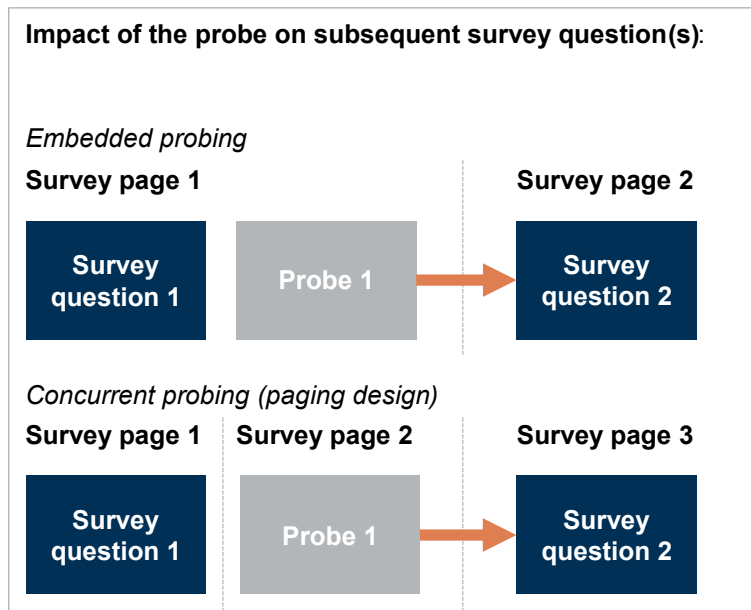 Impact of the probe on subsequent survey question(s):
Embedded probing
Survey page 1
Survey page 2
Survey
question 1
Probe 1
Survey
question 2
Concurrent probing (paging design)
Survey page 1
Survey page 2
Survey page 3
Survey
question 1
Probe 1
Survey
question 2